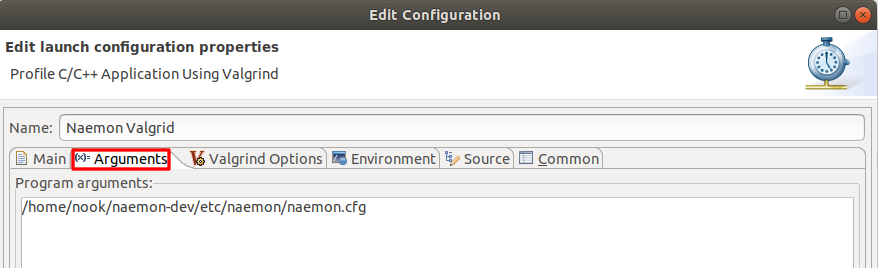 Edit Configuration
Edit launch configuration properties
Profile C/C++ Application Using Valgrind
Name: Naemon Valgrid
Main (x)= Arguments Valgrind Options Environment Source Common
Program arguments:
/home/nook/naemon-dev/etc/naemon/naemon.cfg